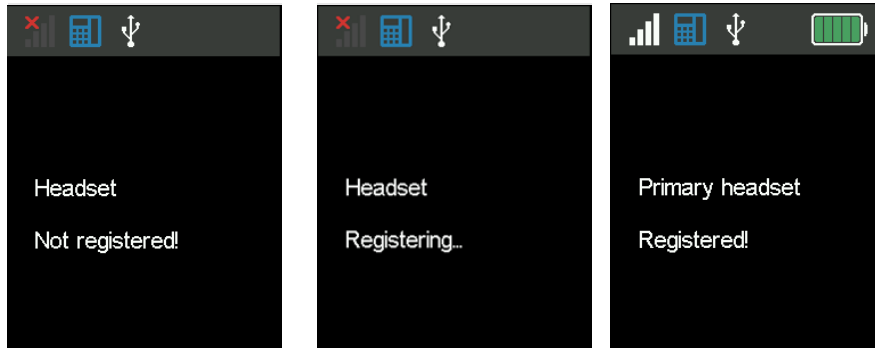 Headset
Not registered!
Headset
Registering...
Primary headset
Registered!